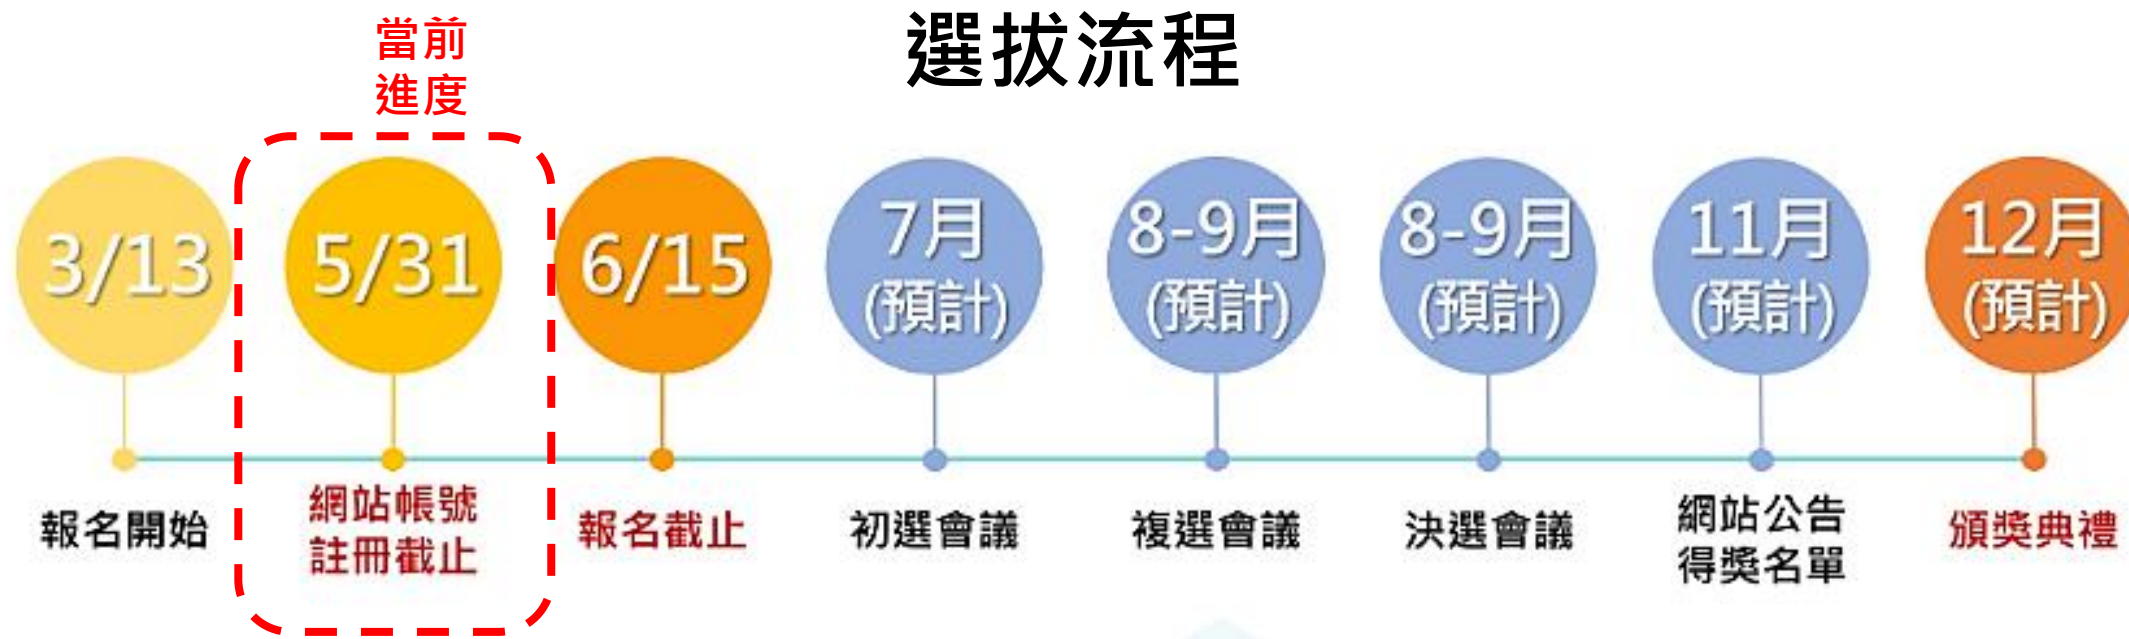 選拔流程
當前
進度
3/13
報名開始
5/31
網站帳號
註冊截止
6/15
報名截止
7月
(預計)
初選會議
8-9月
(預計)
複選會議
8-9月
(預計)
決選會議
11月
(預計)
網站公告
得獎名單
12月
(預計)
頒獎典禮